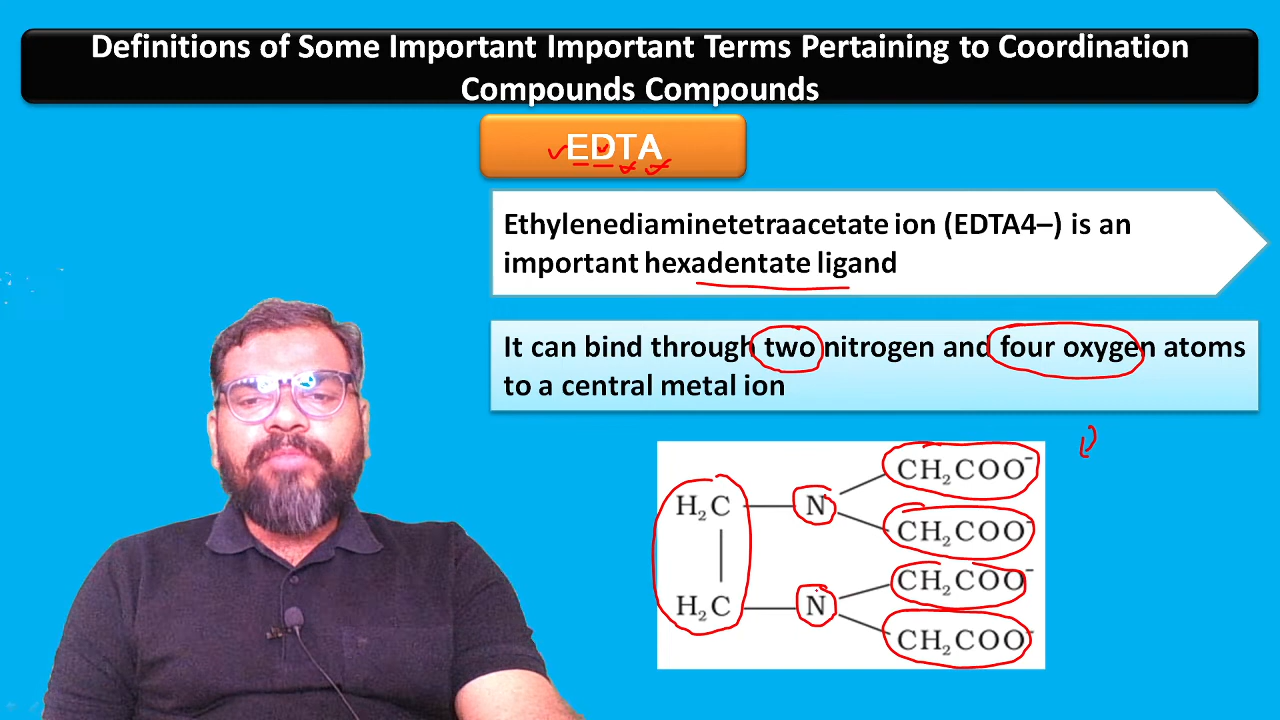 Definitions of Some Important Important Terms Pertaining to Coordination
Compounds Compounds
EDTA
Ethylenediaminetetraacetate ion (EDTA4–) is an
important hexadentate ligand
It can bind through two nitrogen and four oxygen atoms
to a central metal ion
CH₂COO⁻
H₂C N
CH₂COO⁻
CH₂COO⁻
H₂C N
CH₂COO⁻